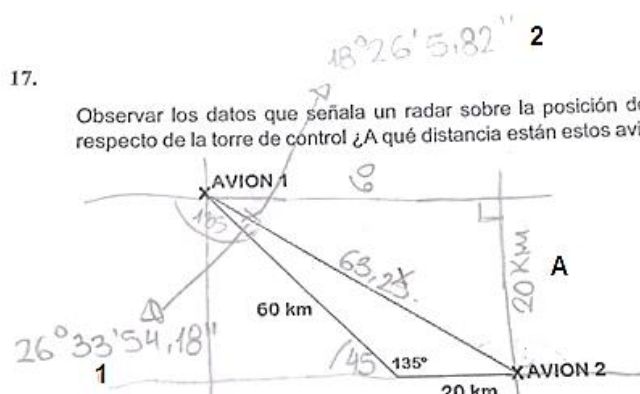 18°26'5,82" 2
17.
Observar los datos que señala un radar sobre la posición de
respecto de la torre de control ¿A qué distancia están estos avi
AVION 1
60
135
63,25
20 Km
A
60 km
26°33'54,18"
1
45
135°
AVION 2
20 km